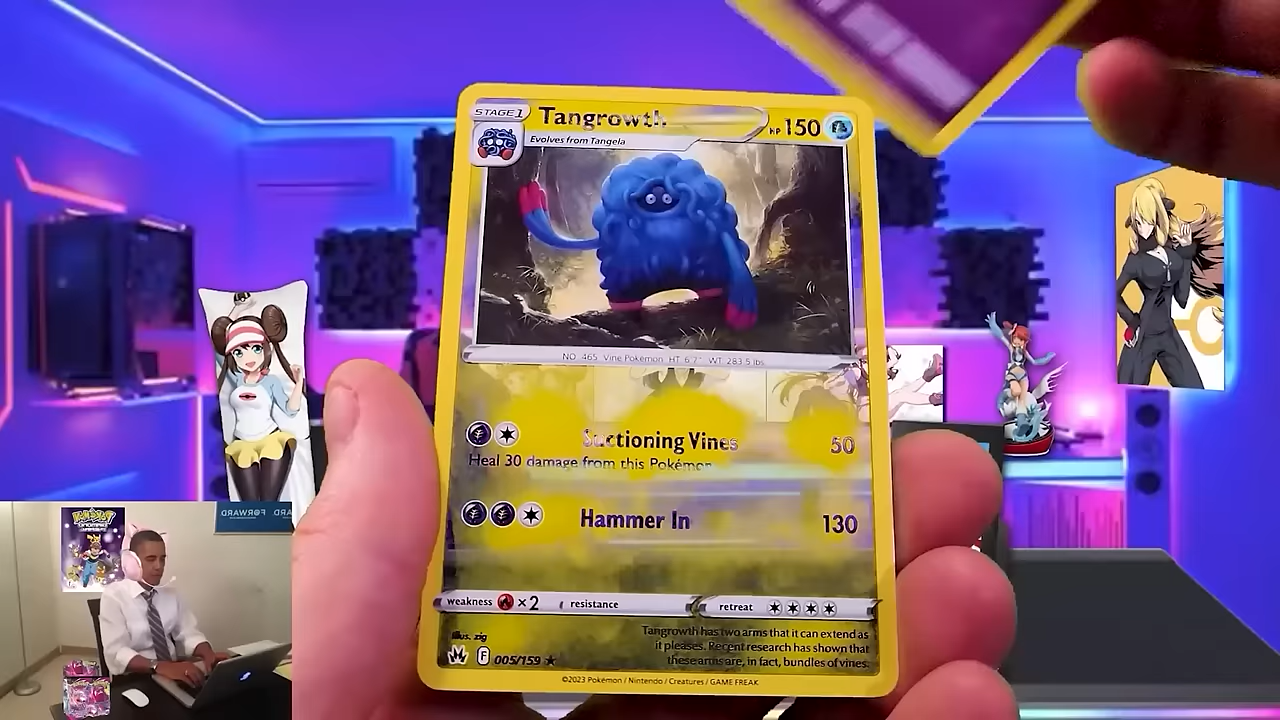 STAGE 1
Tangrowth
HP 150
Evolves from Tangela
NO. 465 Vine Pokémon HT: 6'7" WT: 283.5 lbs.
Suctioning Vines 50
Heal 30 damage from this Pokémon.
Hammer In 130
weakness ×2 resistance retreat
Tangrowth has two arms that it can extend as
it pleases. Recent research has shown that
these arms are, in fact, bundles of vines.
Illus. zig
F 005/159 ★
©2023 Pokémon / Nintendo / Creatures / GAME FREAK
FORWARD